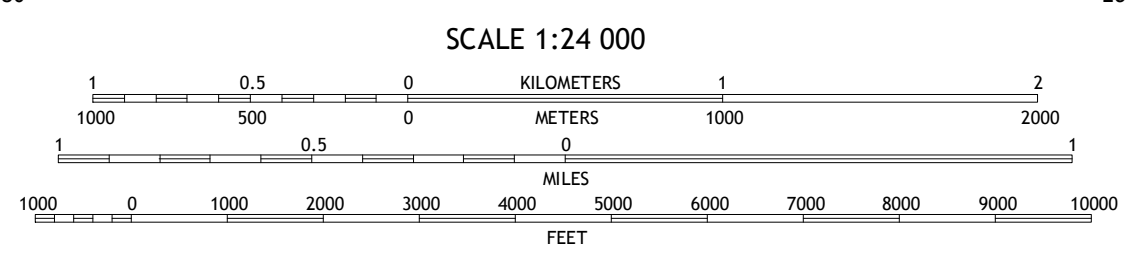 SCALE 1:24 000
1 0.5 0 KILOMETERS 1 2
1000 500 0 METERS 1000 2000
1 0.5 0 1
MILES
1000 0 1000 2000 3000 4000 5000 6000 7000 8000 9000 10000
FEET